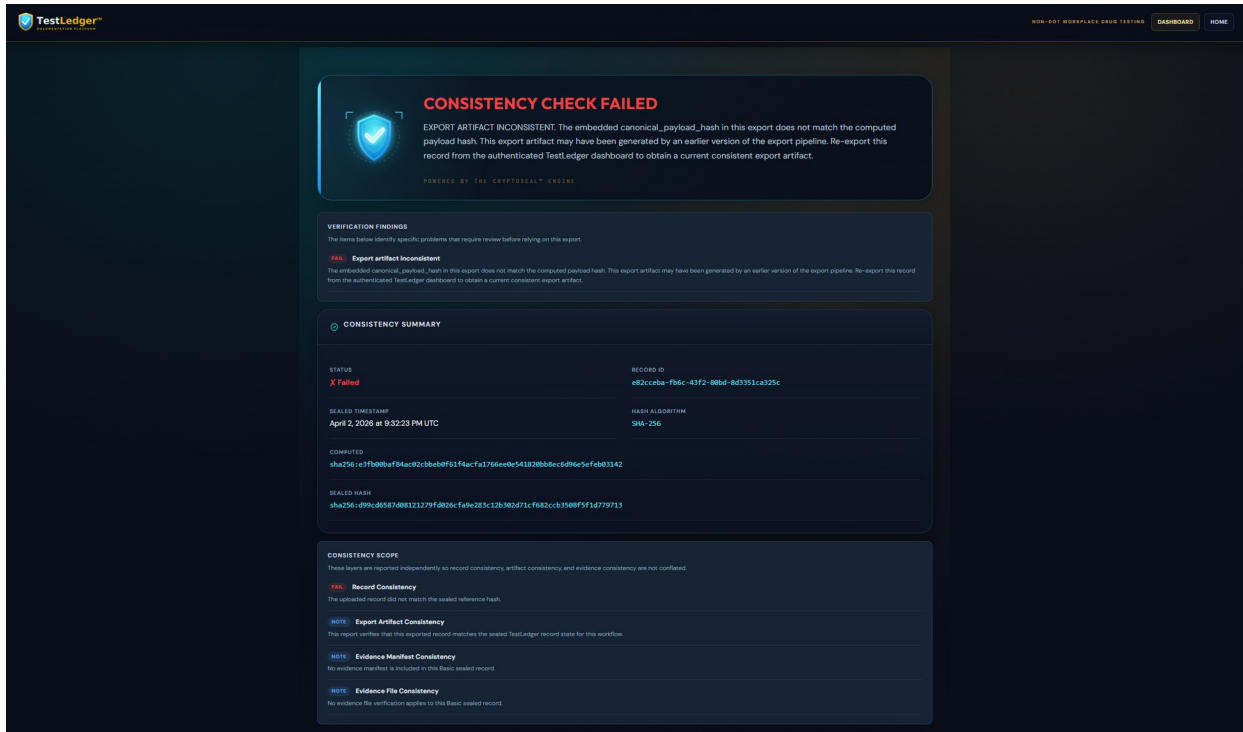 TestLedger™
DOCUMENTATION PLATFORM
NON-DOT WORKPLACE DRUG TESTING
DASHBOARD
HOME
CONSISTENCY CHECK FAILED
EXPORT ARTIFACT INCONSISTENT. The embedded canonical_payload_hash in this export does not match the computed
payload hash. This export artifact may have been generated by an earlier version of the export pipeline. Re-export this
record from the authenticated TestLedger dashboard to obtain a current consistent export artifact.
POWERED BY THE CRYPTOSEAL™ ENGINE
VERIFICATION FINDINGS
The items below identify specific problems that require review before relying on this export.
FAIL Export artifact inconsistent
The embedded canonical_payload_hash in this export does not match the computed payload hash. This export artifact may have been generated by an earlier version of the export pipeline. Re-export this record
from the authenticated TestLedger dashboard to obtain a current consistent export artifact.
CONSISTENCY SUMMARY
STATUS
✗ Failed
RECORD ID
e82cceba-fb6c-43f2-80bd-8d3351ca325c
SEALED TIMESTAMP
April 2, 2026 at 9:32:23 PM UTC
HASH ALGORITHM
SHA-256
COMPUTED
sha256:e3fb00baf84ac02cbbeb0f61f4acfa1766ee0e541820bb8ec6d96e5efeb03142
SEALED HASH
sha256:d99cd6587d08121279fd026cfa9e283c12b302d71cf682ccb3508f5f1d779713
CONSISTENCY SCOPE
These layers are reported independently so record consistency, artifact consistency, and evidence consistency are not conflated.
FAIL Record Consistency
The uploaded record did not match the sealed reference hash.
NOTE Export Artifact Consistency
This report verifies that this exported record matches the sealed TestLedger record state for this workflow.
NOTE Evidence Manifest Consistency
No evidence manifest is included in this Basic sealed record.
NOTE Evidence File Consistency
No evidence file verification applies to this Basic sealed record.